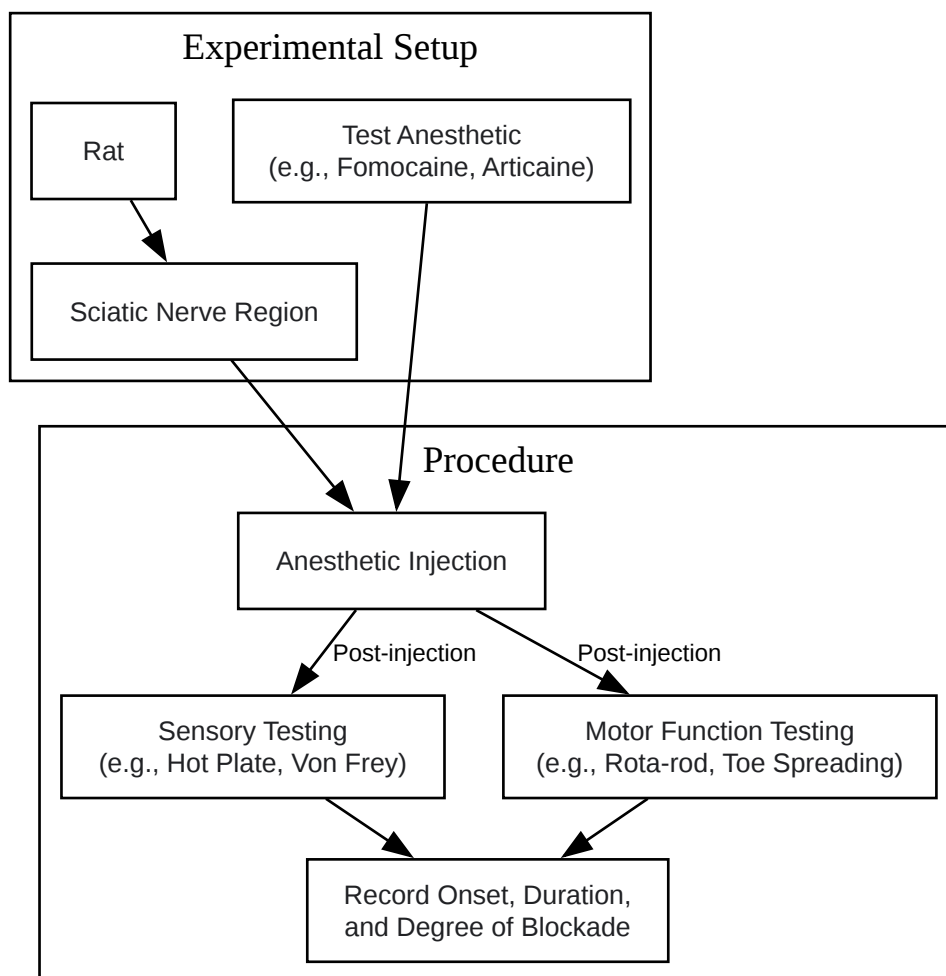 Experimental Setup
Rat
Test Anesthetic
(e.g., Fomocaine, Articaine)
Sciatic Nerve Region
Procedure
Anesthetic Injection
Post-injection
Post-injection
Sensory Testing
(e.g., Hot Plate, Von Frey)
Motor Function Testing
(e.g., Rota-rod, Toe Spreading)
Record Onset, Duration,
and Degree of Blockade